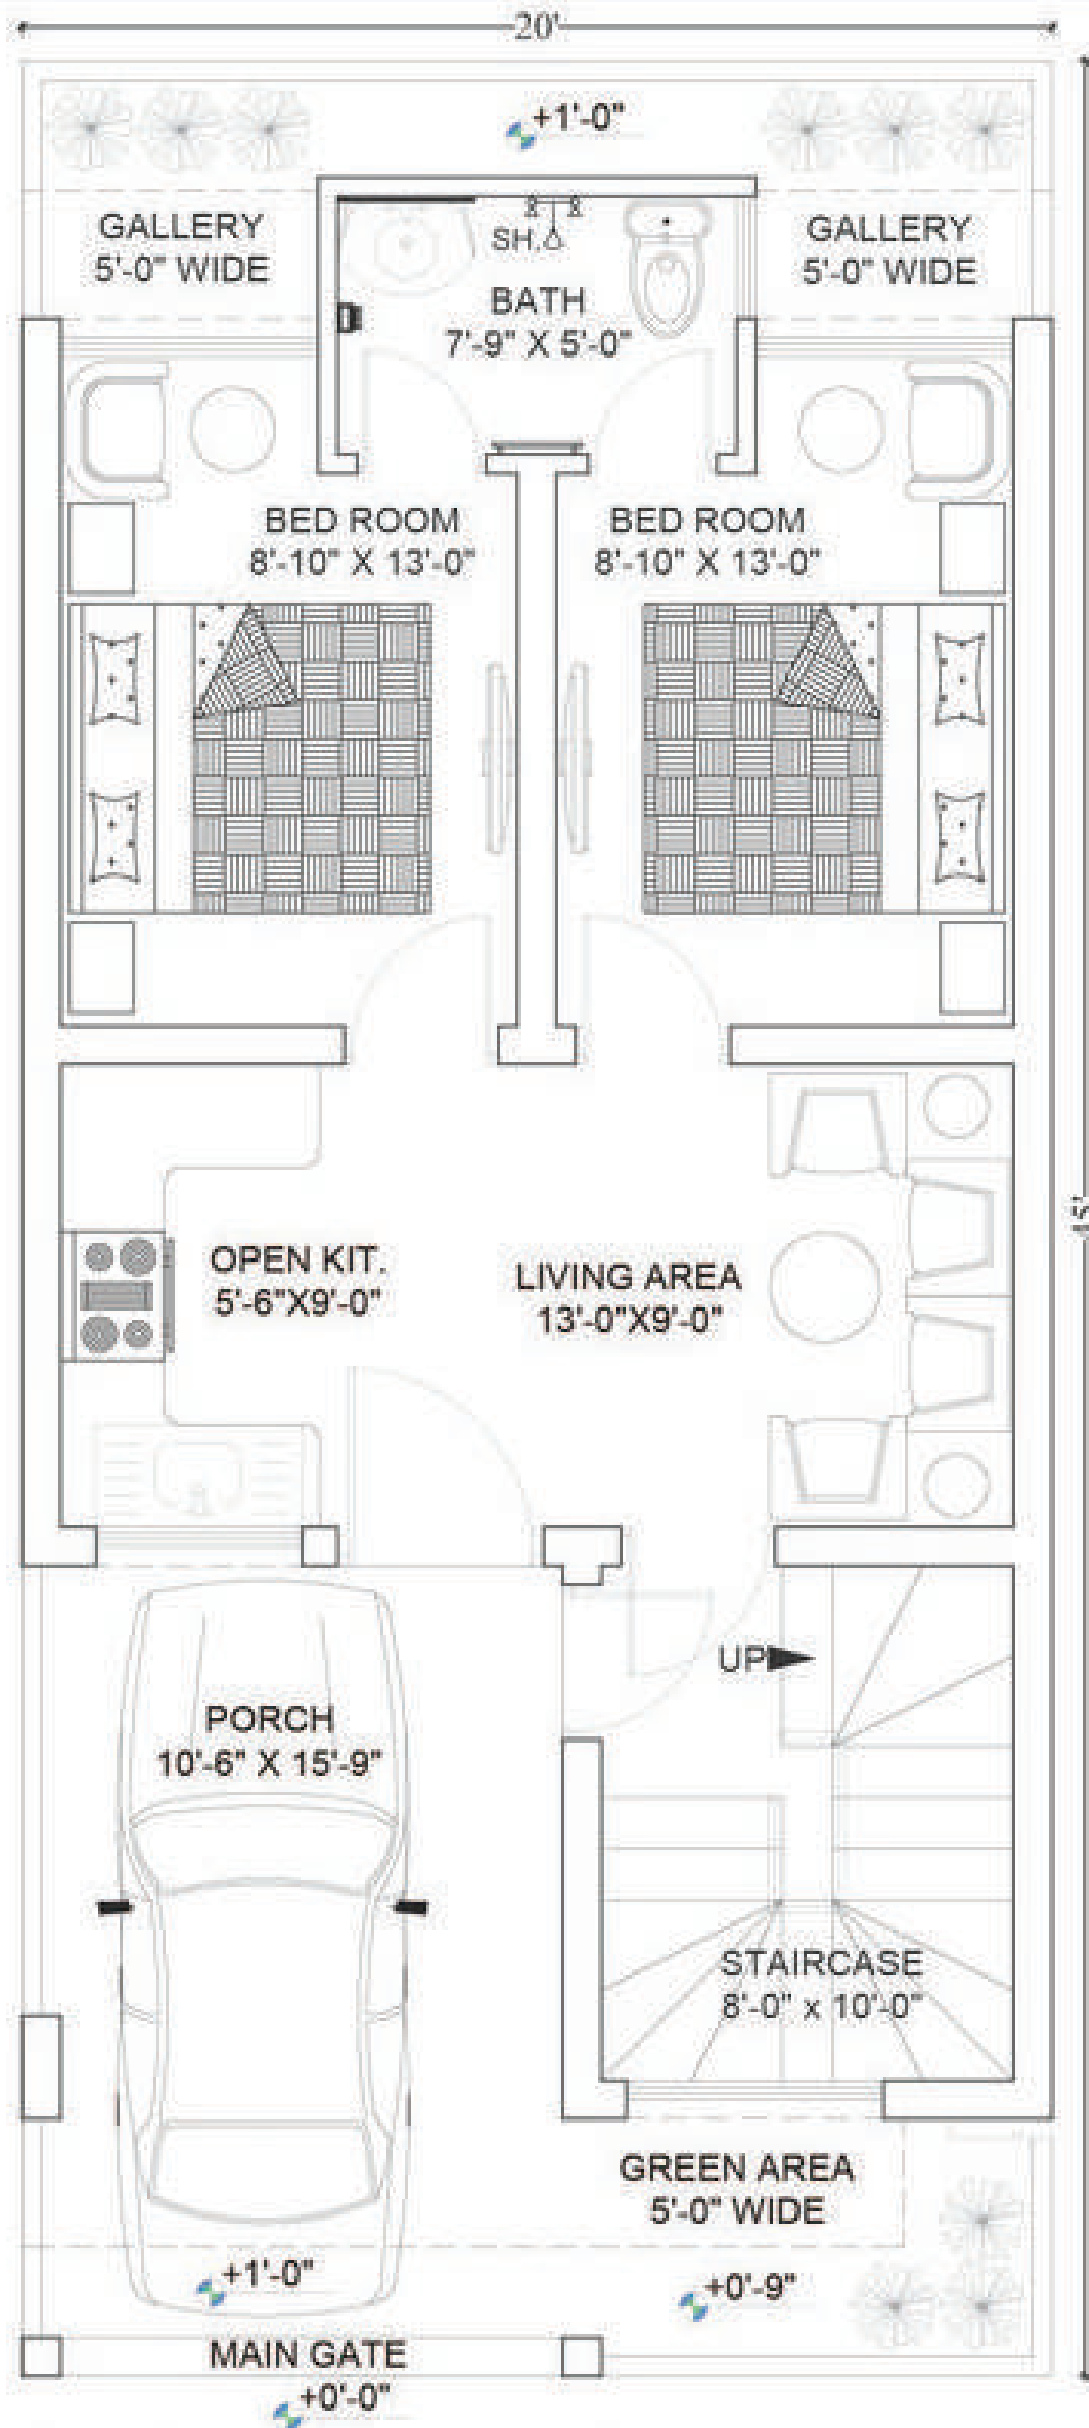 20'
+1'-0"
GALLERY
5'-0" WIDE
GALLERY
5'-0" WIDE
SH.
BATH
7'-9" X 5'-0"
BED ROOM
8'-10" X 13'-0"
BED ROOM
8'-10" X 13'-0"
OPEN KIT.
5'-6"X9'-0"
LIVING AREA
13'-0"X9'-0"
UP
PORCH
10'-6" X 15'-9"
STAIRCASE
8'-0" x 10'-0"
GREEN AREA
5'-0" WIDE
+1'-0"
+0'-9"
MAIN GATE
+0'-0"